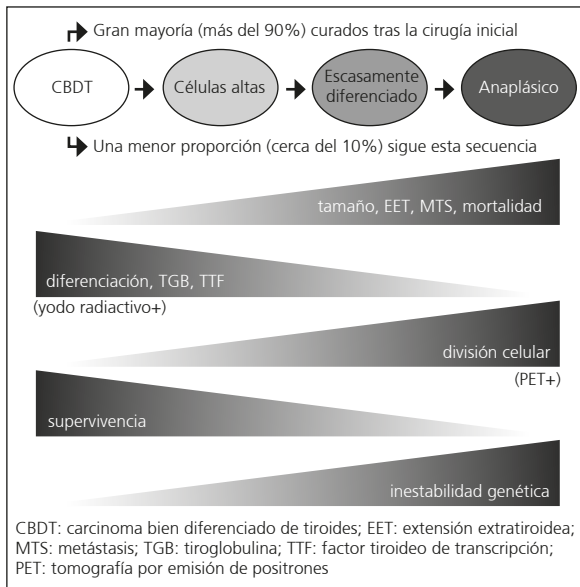 Gran mayoría (más del 90%) curados tras la cirugía inicial
CBDT
Células altas
Escasamente
diferenciado
Anaplásico
Una menor proporción (cerca del 10%) sigue esta secuencia
tamaño, EET, MTS, mortalidad
diferenciación, TGB, TTF
(yodo radiactivo+)
división celular
(PET+)
supervivencia
inestabilidad genética
CBDT: carcinoma bien diferenciado de tiroides; EET: extensión extratiroidea;
MTS: metástasis; TGB: tiroglobulina; TTF: factor tiroideo de transcripción;
PET: tomografía por emisión de positrones